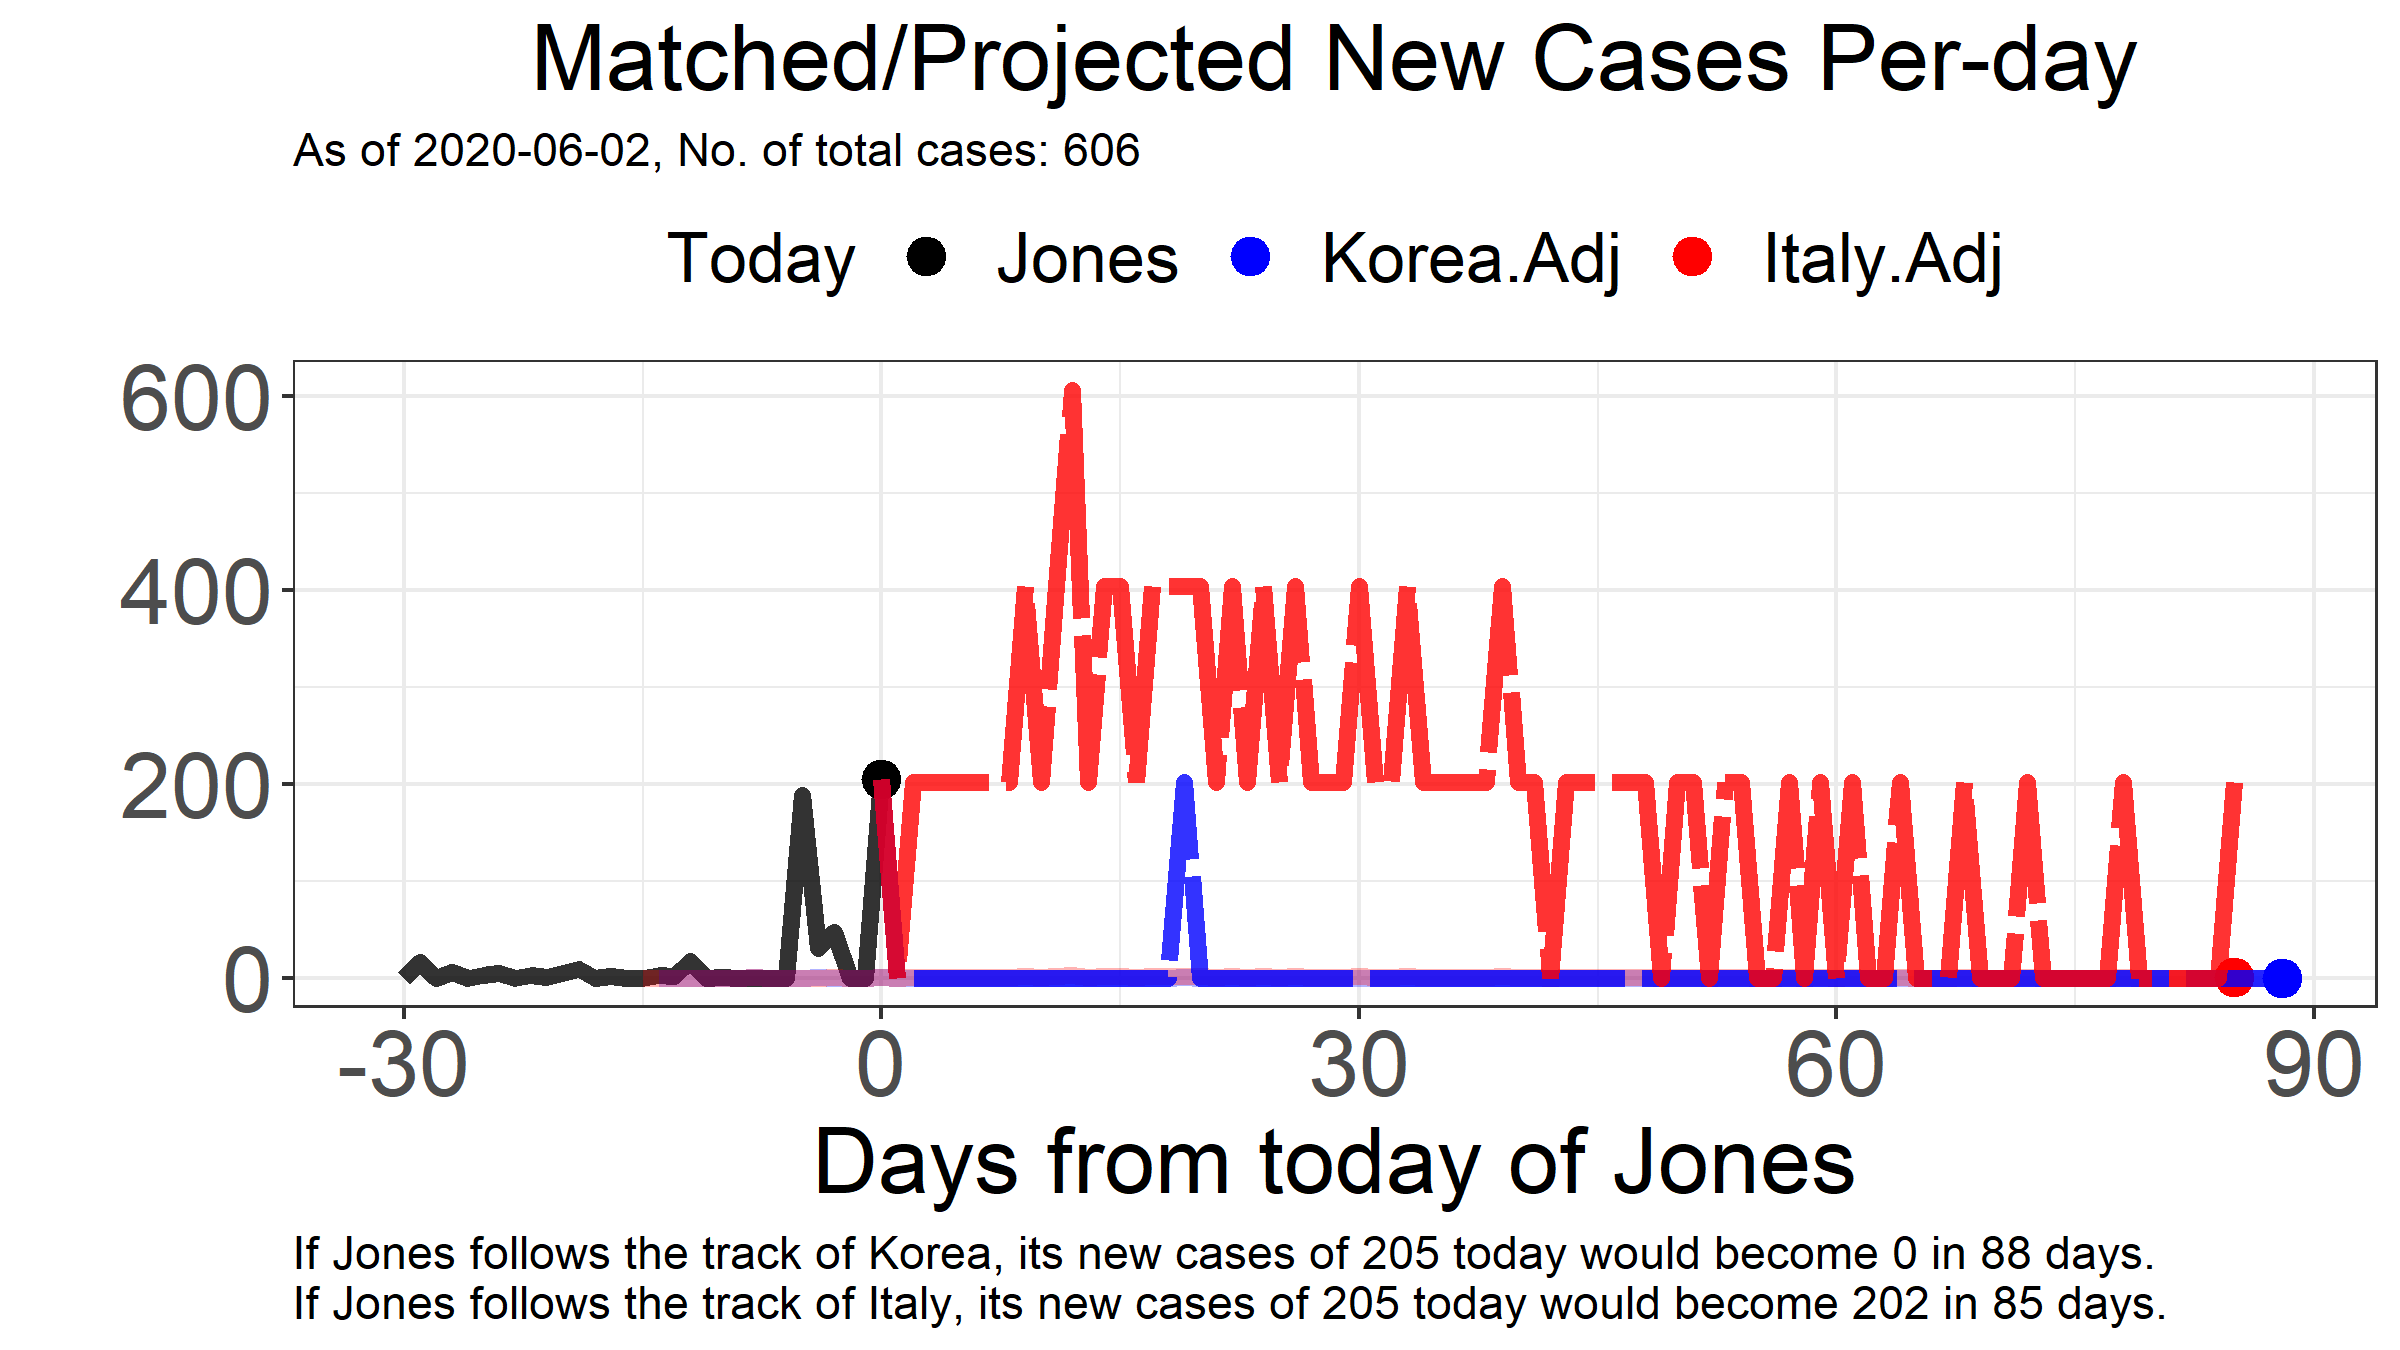 Matched/Projected New Cases Per-day
As of 2020-06-02, No. of total cases: 606
Today Jones Korea.Adj Italy.Adj
600
400
200
0
-30 0 30 60 90
Days from today of Jones
If Jones follows the track of Korea, its new cases of 205 today would become 0 in 88 days.
If Jones follows the track of Italy, its new cases of 205 today would become 202 in 85 days.